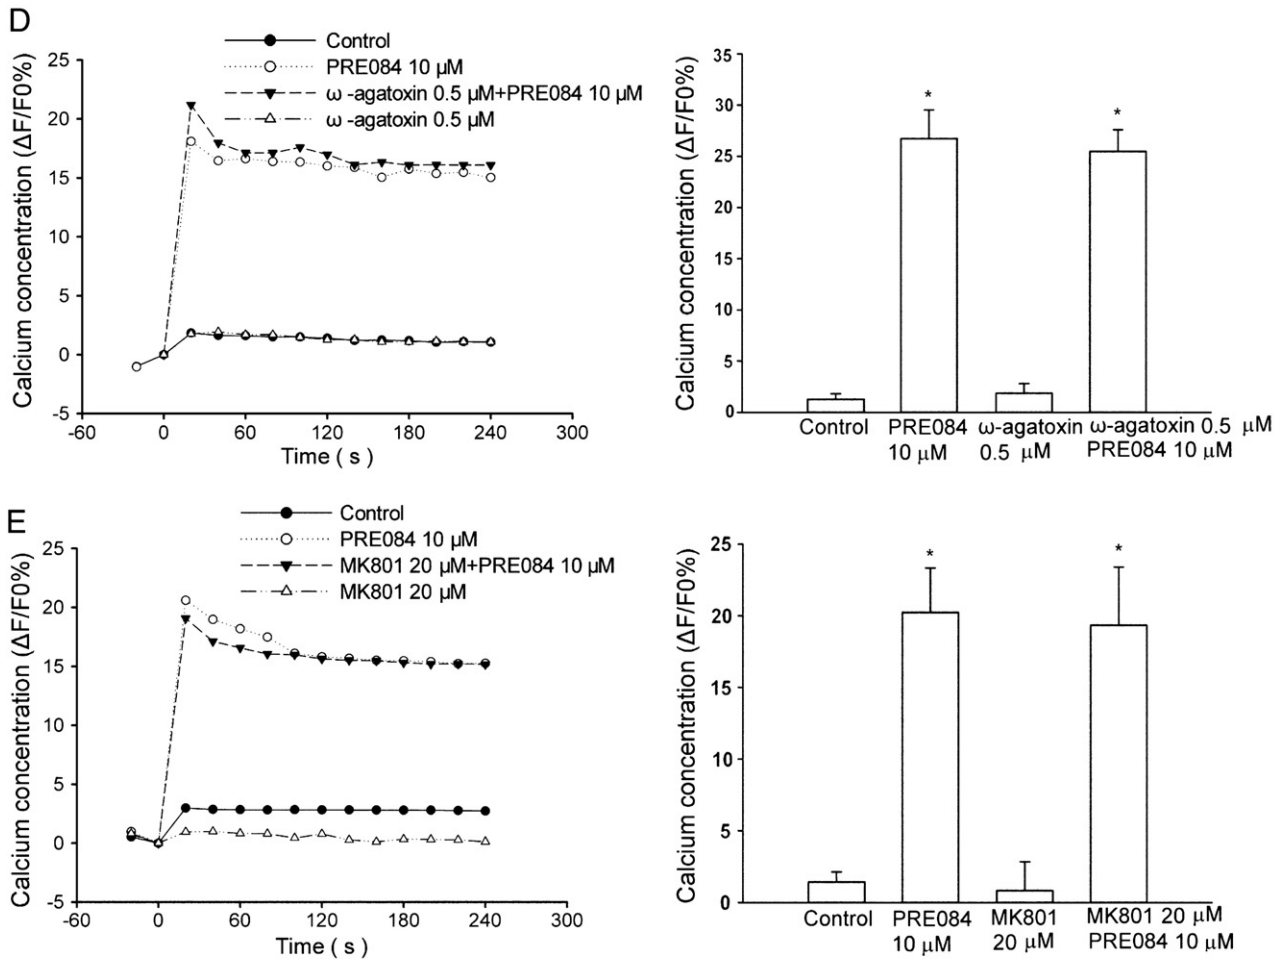 D
Control
PRE084 10 µM
ω -agatoxin 0.5 µM+PRE084 10 µM
ω -agatoxin 0.5 µM
Calcium concentration (ΔF/F0%)
25
20
15
10
5
0
-5
-60 0 60 120 180 240 300
Time ( s )
Calcium concentration (ΔF/F0%)
35
30
25
20
15
10
5
0
* *
Control PRE084 ω-agatoxin ω-agatoxin 0.5 µM
10 µM 0.5 µM PRE084 10 µM
E
Control
PRE084 10 µM
MK801 20 µM+PRE084 10 µM
MK801 20 µM
Calcium concentration (ΔF/F0%)
25
20
15
10
5
0
-5
-60 0 60 120 180 240 300
Time ( s )
Calcium concentration (ΔF/F0%)
25
20
15
10
5
0
* *
Control PRE084 MK801 MK801 20 µM
10 µM 20 µM PRE084 10 µM